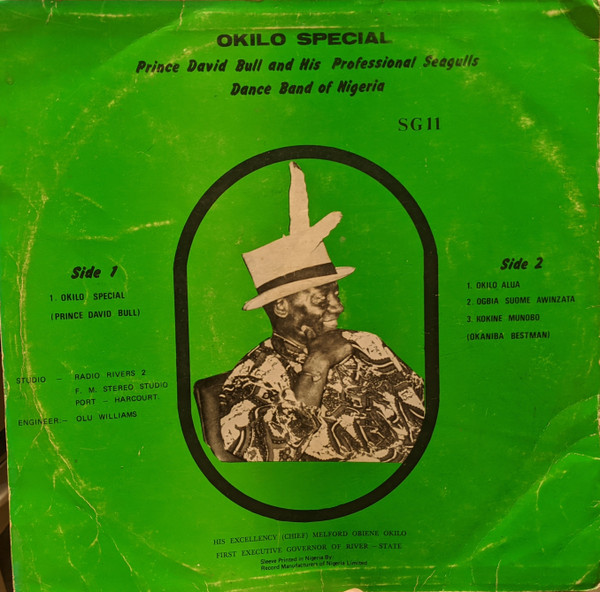 OKILO SPECIAL
Prince David Bull and His Professional Seagulls
Dance Band of Nigeria
SG11
Side 1
1. OKILO SPECIAL
(PRINCE DAVID BULL)
STUDIO – RADIO RIVERS 2
F. M. STEREO STUDIO
PORT - HARCOURT.
ENGINEER:– OLU WILLIAMS
Side 2
1. OKILO ALUA
2. OGBIA SUOME AWINZATA
3. KOKINE MUNOBO
(OKANIBA BESTMAN)
HIS EXCELLENCY (CHIEF) MELFORD OBIENE OKILO
FIRST EXECUTIVE GOVERNOR OF RIVER – STATE
Sleeve Printed in Nigeria By
Record Manufacturers of Nigeria Limited